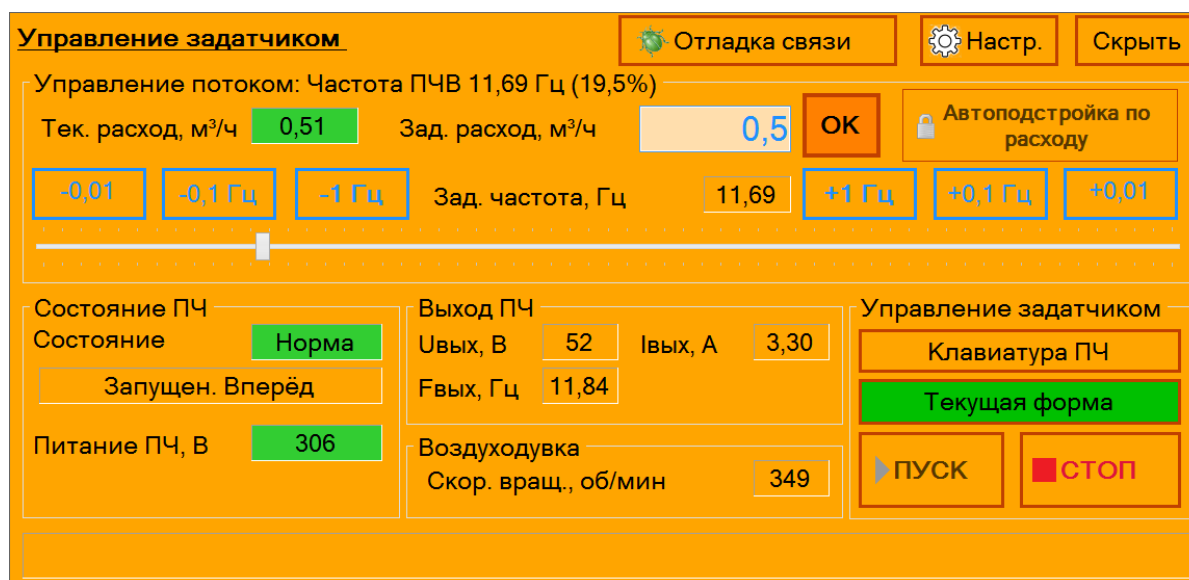 Управление задатчиком
Отладка связи
Настр.
Скрыть
Управление потоком: Частота ПЧВ 11,69 Гц (19,5%)
Тек. расход, м³/ч 0,51 Зад. расход, м³/ч 0,5 ОК
Автоподстройка по
расходу
-0,01 -0,1 Гц -1 Гц Зад. частота, Гц 11,69 +1 Гц +0,1 Гц +0,01
Состояние ПЧ
Состояние Норма
Запущен. Вперёд
Питание ПЧ, В 306
Выход ПЧ
Uвых, В 52 Iвых, А 3,30
Fвых, Гц 11,84
Воздуходувка
Скор. вращ., об/мин 349
Управление задатчиком
Клавиатура ПЧ
Текущая форма
ПУСК СТОП